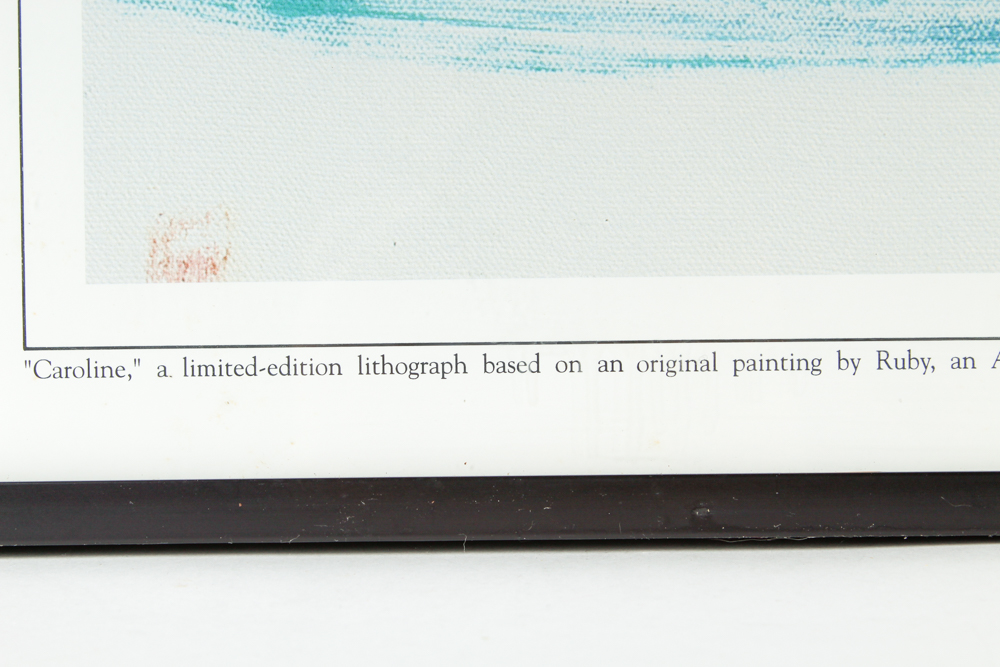 "Caroline," a limited-edition lithograph based on an original painting by Ruby, an A